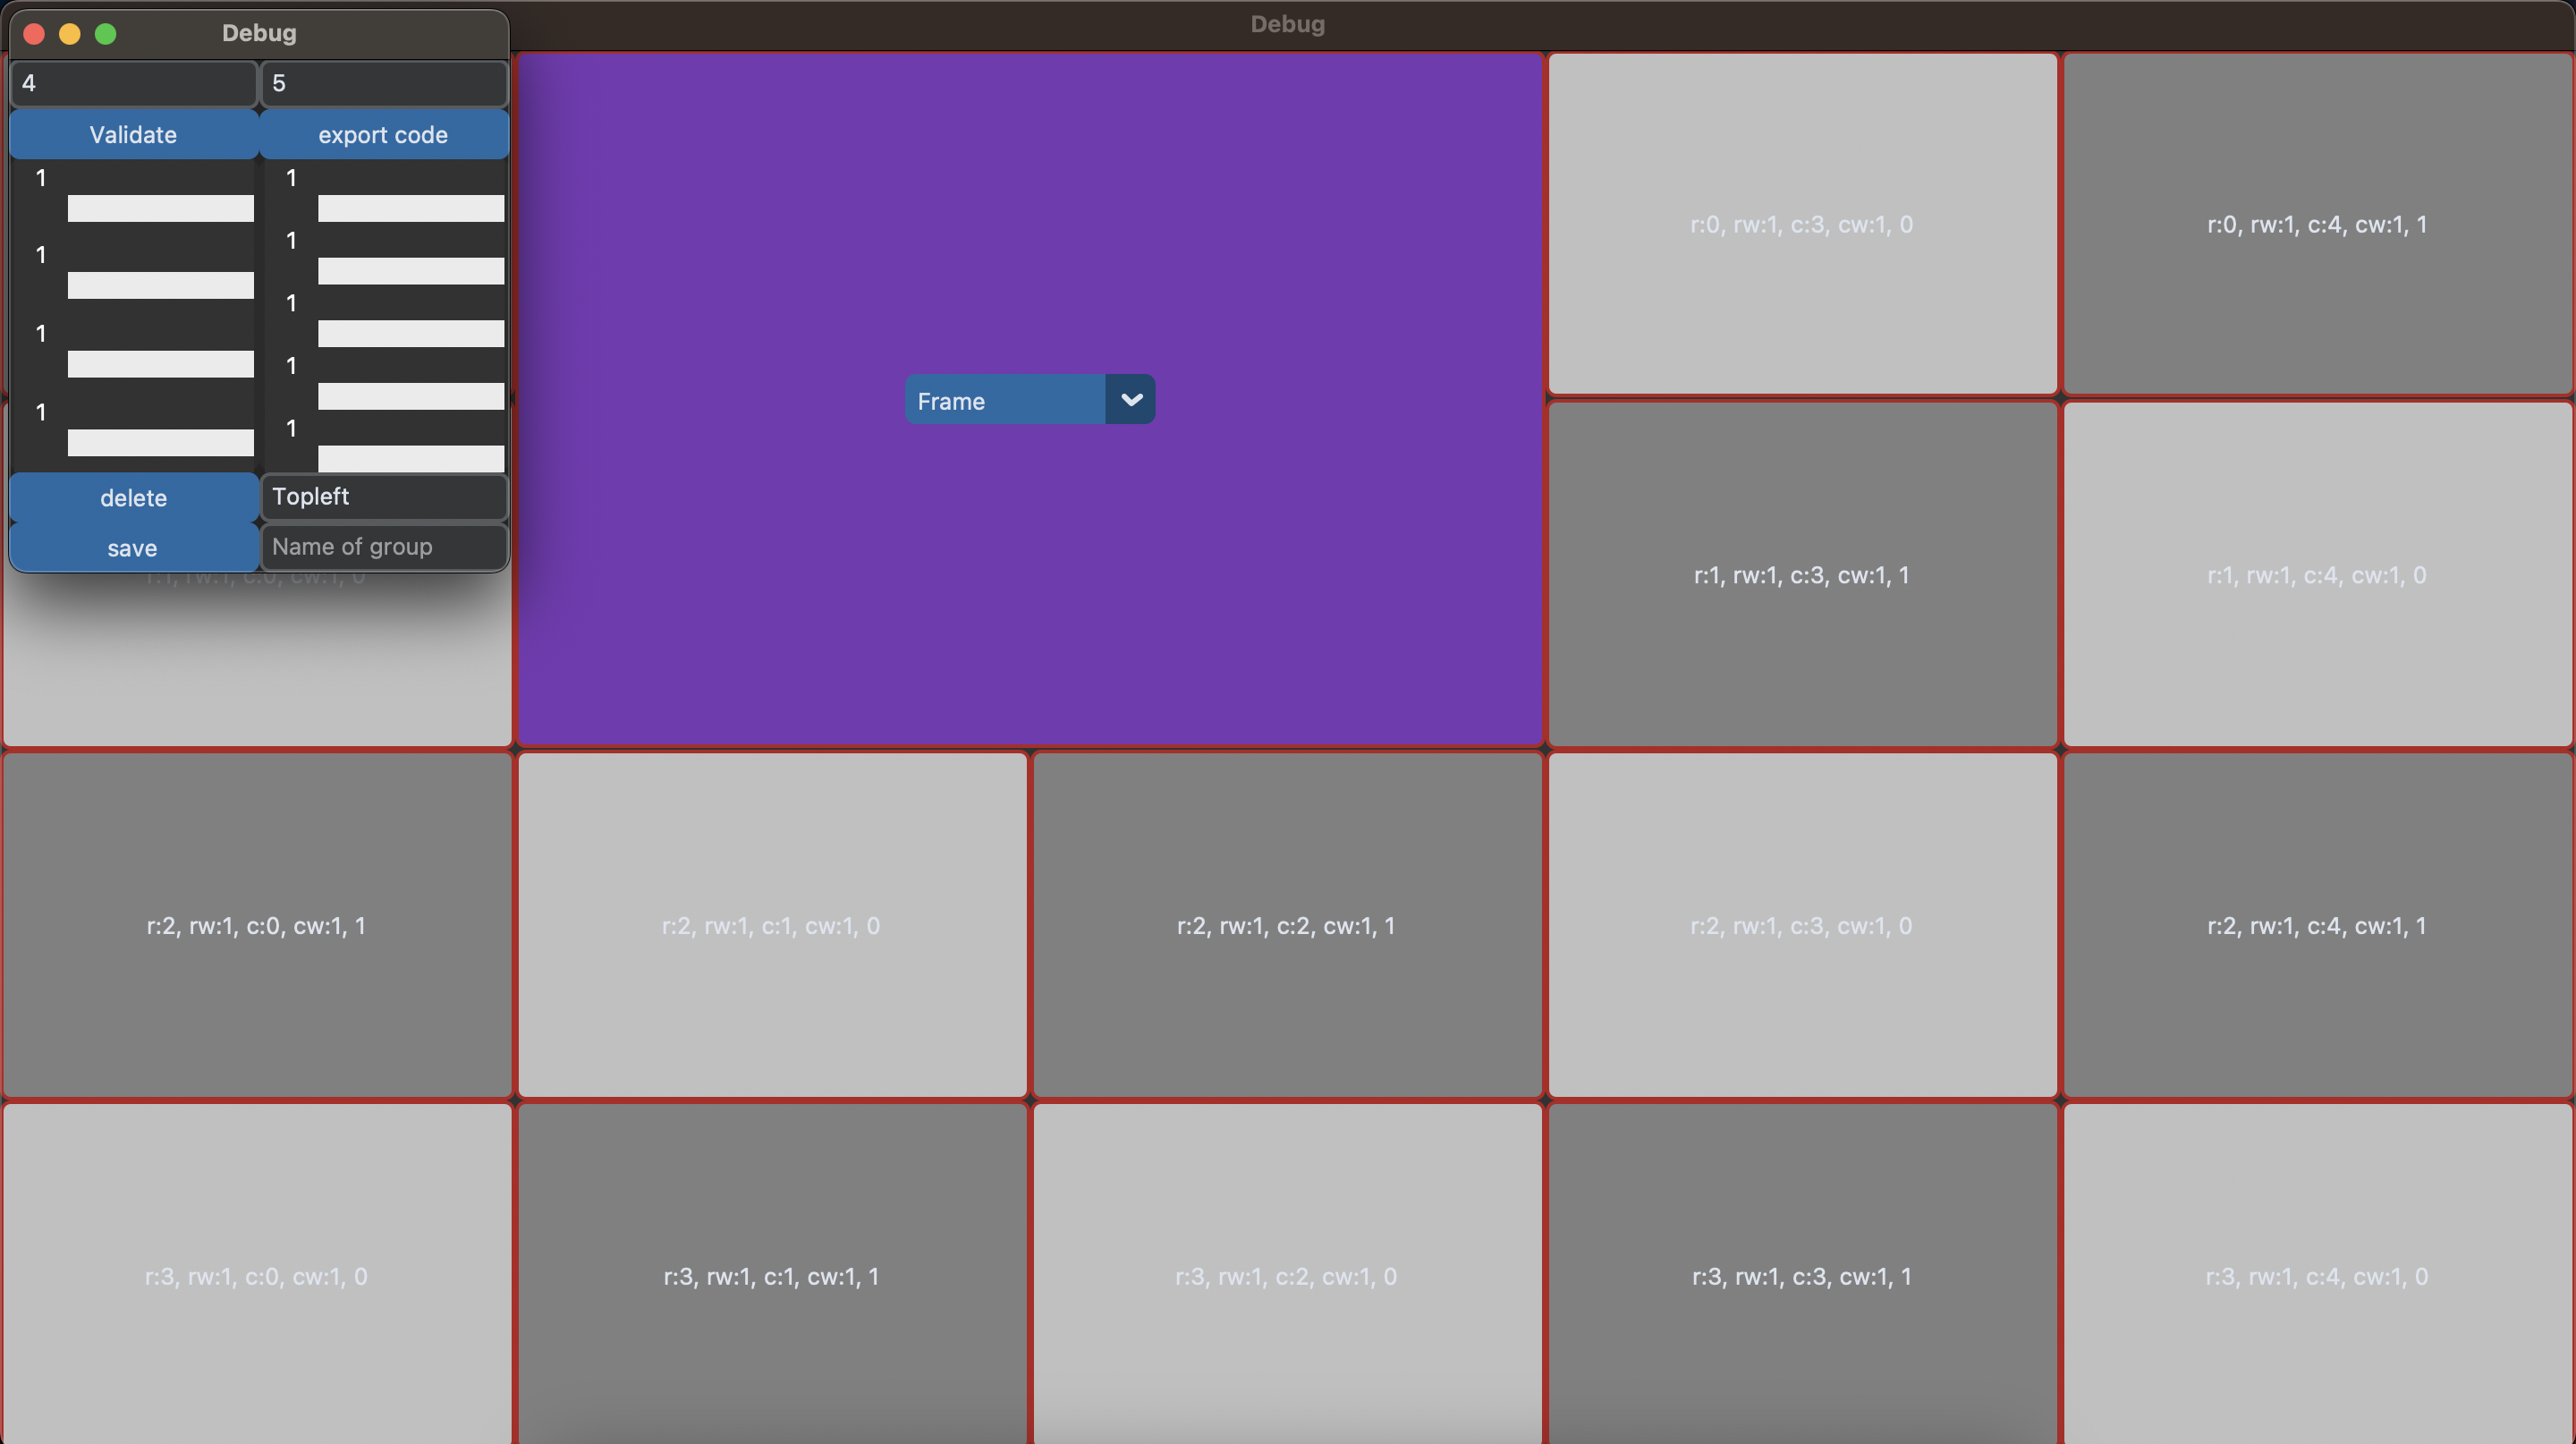 Debug
Debug
4
5
Validate
export code
1
1
1
1
1
1
1
1
1
delete
Topleft
save
Name of group
Frame
r:0, rw:1, c:3, cw:1, 0
r:0, rw:1, c:4, cw:1, 1
r:1, rw:1, c:0, cw:1, 0
r:1, rw:1, c:3, cw:1, 1
r:1, rw:1, c:4, cw:1, 0
r:2, rw:1, c:0, cw:1, 1
r:2, rw:1, c:1, cw:1, 0
r:2, rw:1, c:2, cw:1, 1
r:2, rw:1, c:3, cw:1, 0
r:2, rw:1, c:4, cw:1, 1
r:3, rw:1, c:0, cw:1, 0
r:3, rw:1, c:1, cw:1, 1
r:3, rw:1, c:2, cw:1, 0
r:3, rw:1, c:3, cw:1, 1
r:3, rw:1, c:4, cw:1, 0